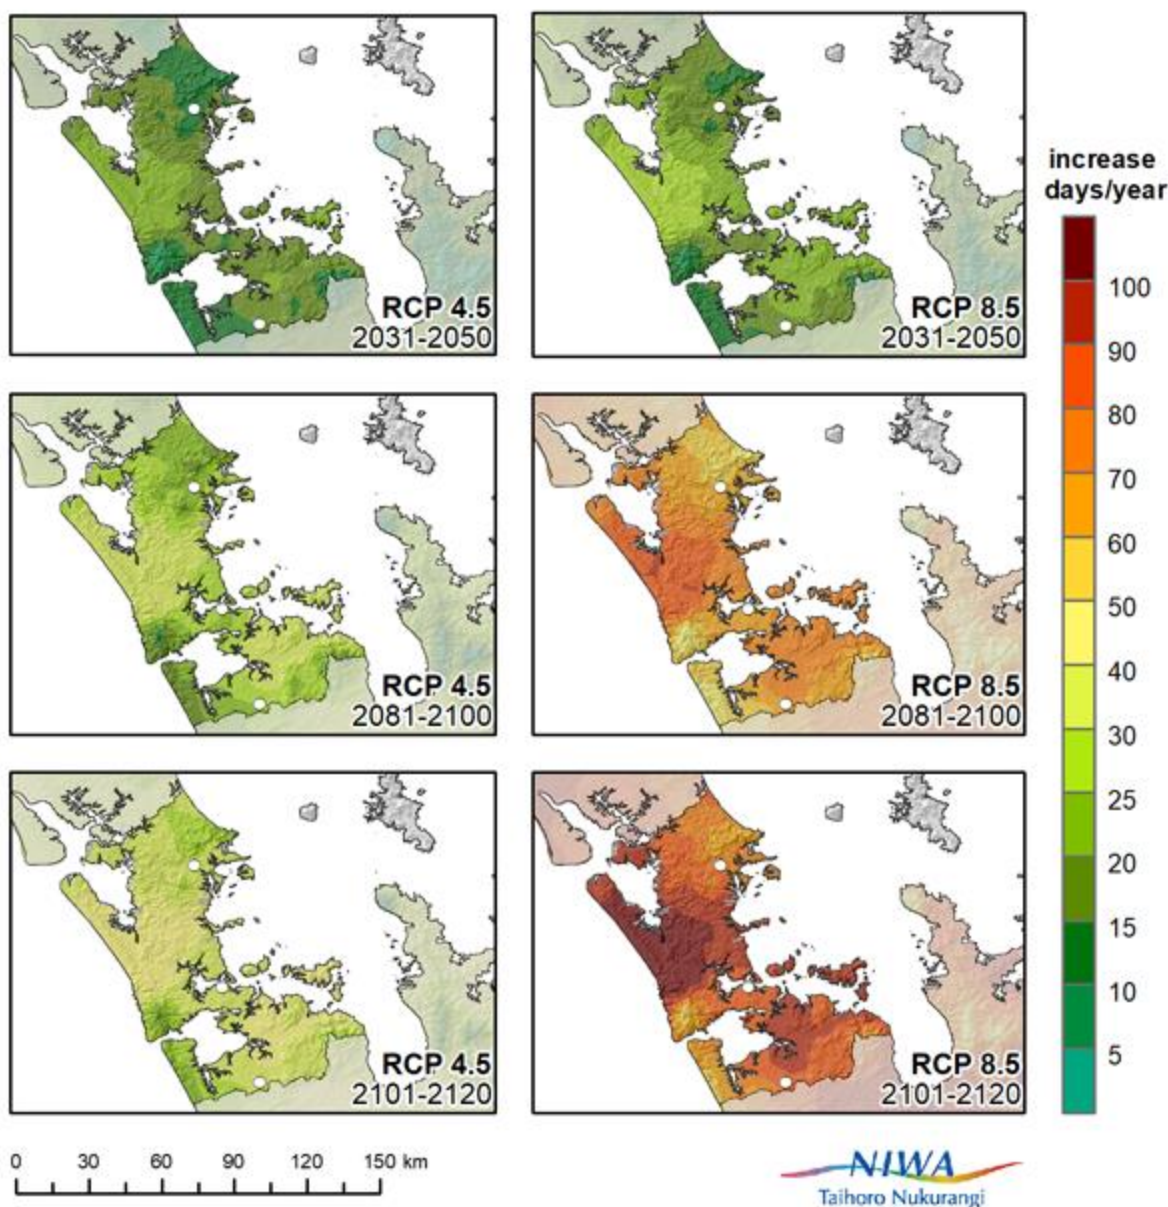 RCP 4.5
2031-2050
RCP 8.5
2031-2050
increase
days/year
100
90
80
70
60
50
40
30
25
20
15
10
5
RCP 4.5
2081-2100
RCP 8.5
2081-2100
RCP 4.5
2101-2120
RCP 8.5
2101-2120
0 30 60 90 120 150 km
NIWA
Taihoro Nukurangi